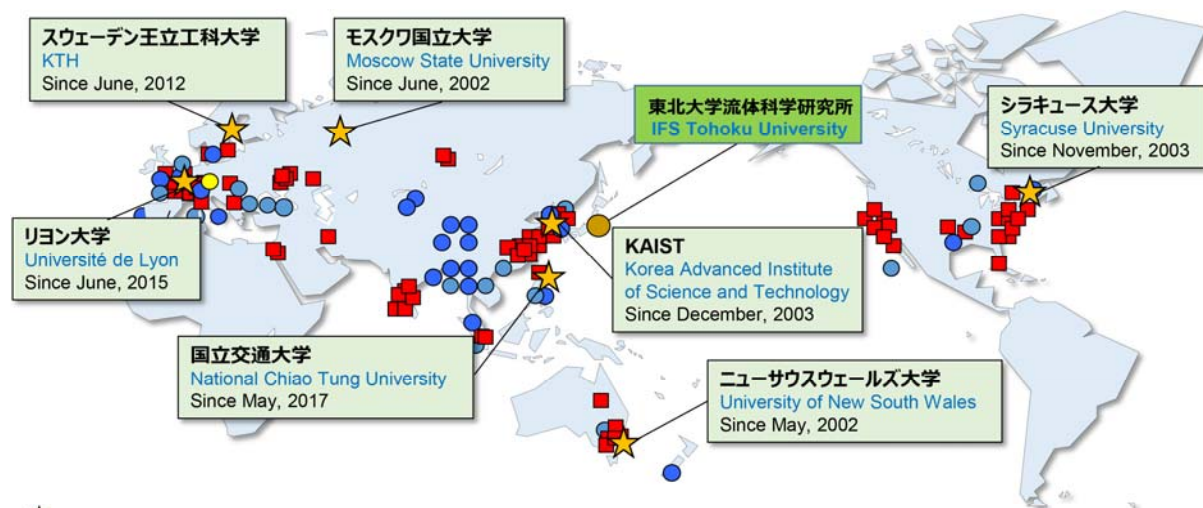 スウェーデン王立工科大学
KTH
Since June, 2012
モスクワ国立大学
Moscow State University
Since June, 2002
東北大学流体科学研究所
IFS Tohoku University
シラキュース大学
Syracuse University
Since November, 2003
リヨン大学
Université de Lyon
Since June, 2015
KAIST
Korea Advanced Institute
of Science and Technology
Since December, 2003
国立交通大学
National Chiao Tung University
Since May, 2017
ニューサウスウェールズ大学
University of New South Wales
Since May, 2002